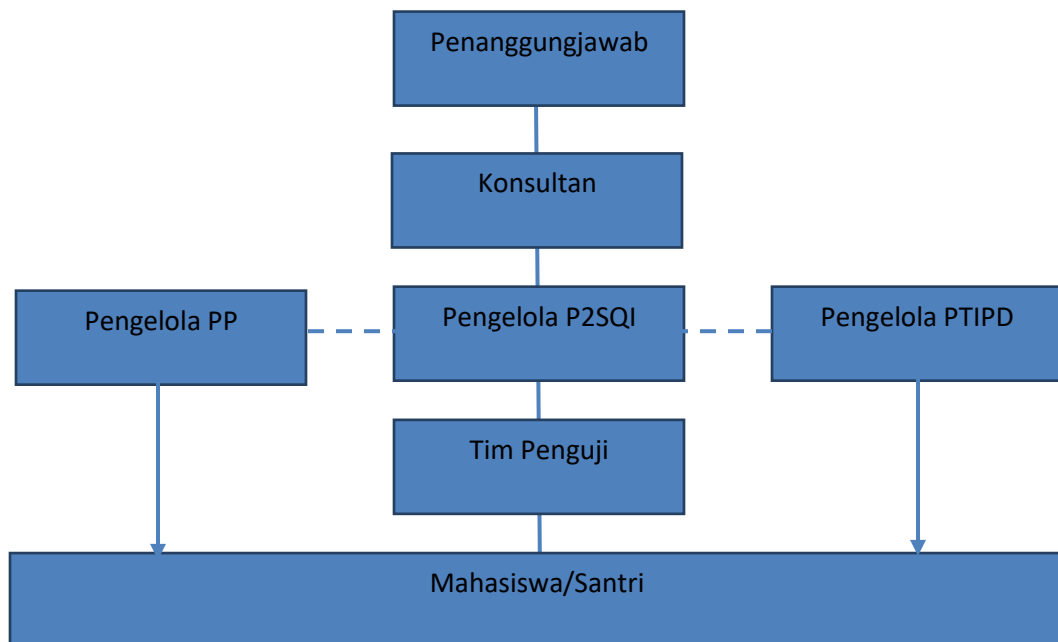 Penanggungjawab
Konsultan
Pengelola PP
Pengelola P2SQI
Pengelola PTIPD
Tim Penguji
Mahasiswa/Santri